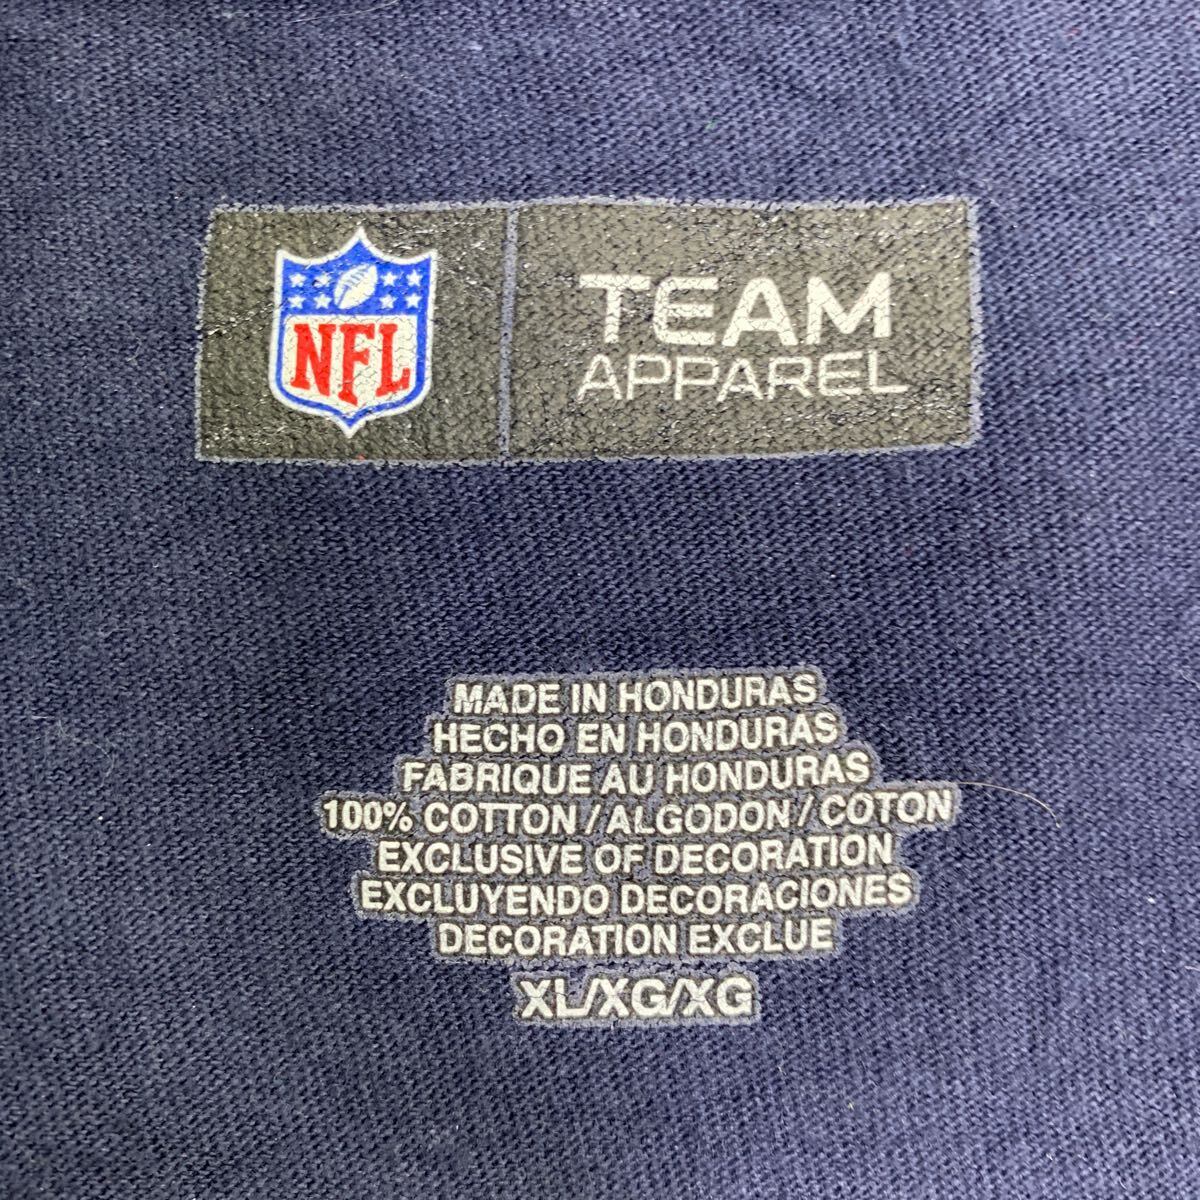 NFL
TEAM
APPAREL
MADE IN HONDURAS
HECHO EN HONDURAS
FABRIQUE AU HONDURAS
100% COTTON/ALGODON/COTON
EXCLUSIVE OF DECORATION
EXCLUYENDO DECORACIONES
DECORATION EXCLUE
XL/XG/XG